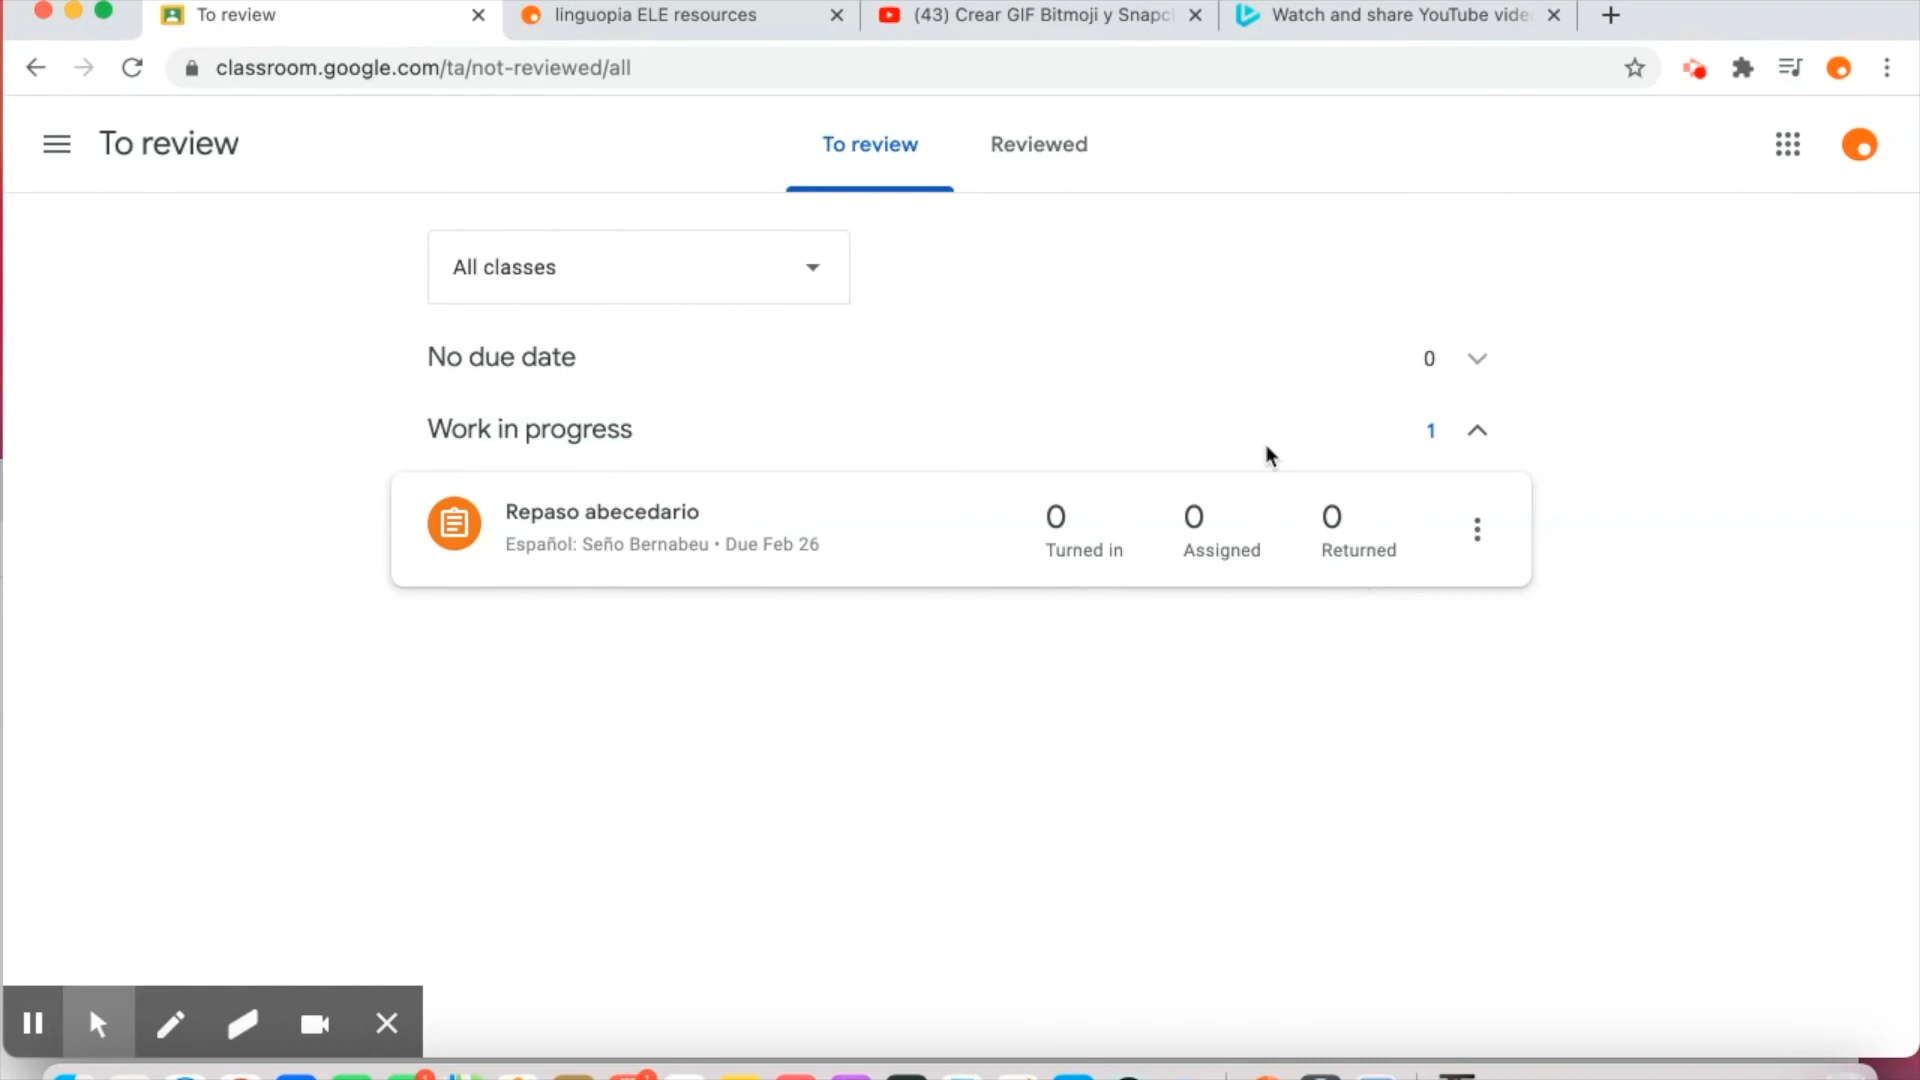 To review
linguopia ELE resources
(43) Crear GIF Bitmoji y Snapc
Watch and share YouTube vide
classroom.google.com/ta/not-reviewed/all
To review
To review
Reviewed
All classes
No due date
0
Work in progress
1
Repaso abecedario
Español: Seño Bernabeu • Due Feb 26
0
Turned in
0
Assigned
0
Returned